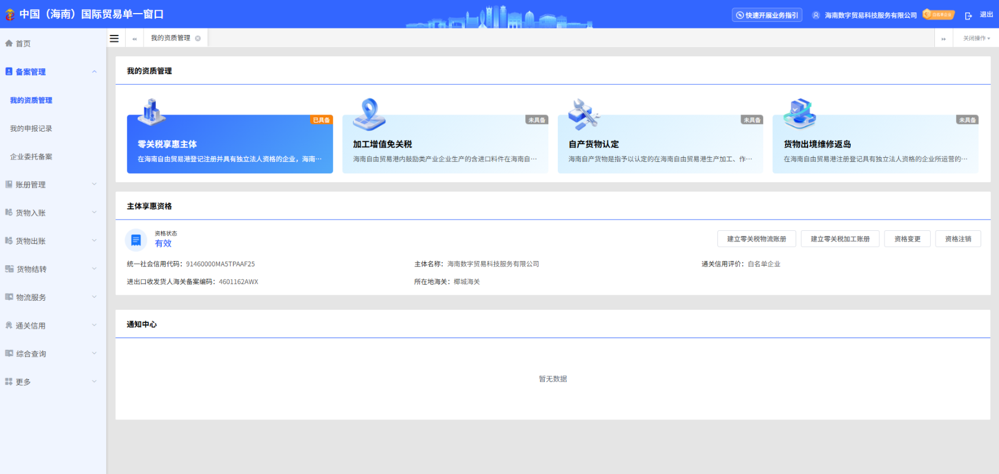 中国（海南）国际贸易单一窗口
快速开展业务指引
海南数字贸易科技服务有限公司
白名单企业
退出
首页
备案管理
我的资质管理
我的申报记录
企业委托备案
账册管理
货物入账
货物出账
货物结转
物流服务
通关信用
综合查询
更多
我的资质管理
关闭操作
我的资质管理
已具备
零关税享惠主体
在海南自由贸易港登记注册并具有独立法人资格的企业，海南…
未具备
加工增值免关税
海南自由贸易港内鼓励类产业企业生产的含进口料件在海南自…
未具备
自产货物认定
海南自产货物是指予以认定的在海南自由贸易港生产加工、作…
未具备
货物出境维修返岛
在海南自由贸易港注册登记具有独立法人资格的企业所运营的…
主体享惠资格
资格状态
有效
建立零关税物流账册
建立零关税加工账册
资格变更
资格注销
统一社会信用代码：91460000MA5TPAAF25
主体名称：海南数字贸易科技服务有限公司
通关信用评价：白名单企业
进出口收发货人海关备案编码：4601162AWX
所在地海关：椰城海关
通知中心
暂无数据